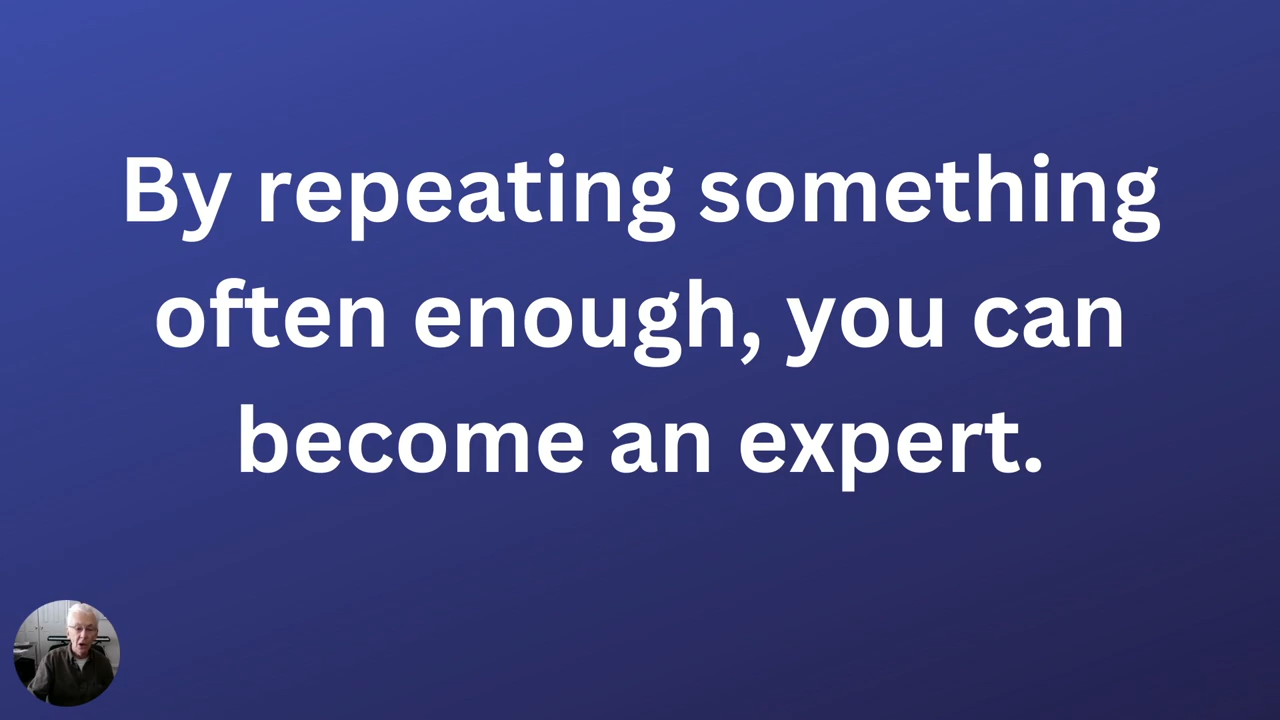 By repeating something
often enough, you can
become an expert.